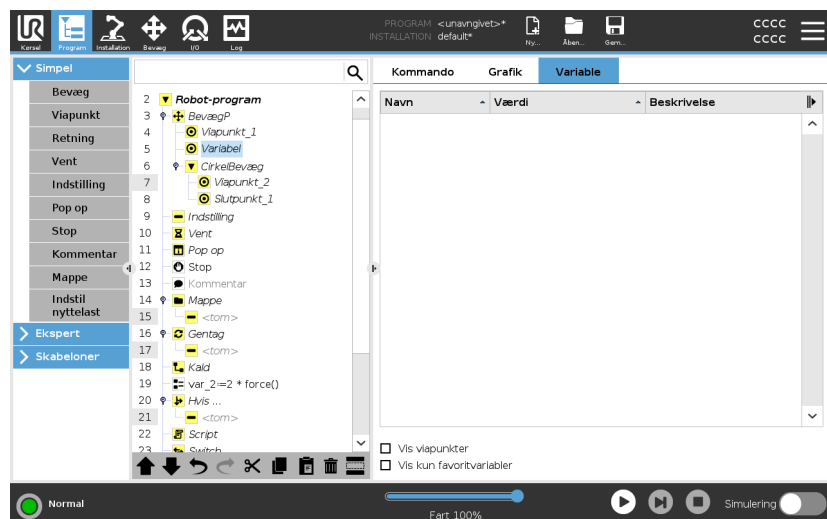 UR
Kørsel
Program
Installation
Bevæg
I/O
Log
PROGRAM <unavngivet>*
INSTALLATION default*
Ny...
Åben...
Gem...
cccc
cccc
Simpel
Bevæg
Viapunkt
Retning
Vent
Indstilling
Pop op
Stop
Kommentar
Mappe
Indstil
nyttelast
Ekspert
Skabeloner
2 Robot-program
3 BevægP
4 Viapunkt_1
5 Variabel
6 CirkelBevæg
7 Viapunkt_2
8 Slutpunkt_1
9 Indstilling
10 Vent
11 Pop op
12 Stop
13 Kommentar
14 Mappe
15 <tom>
16 Gentag
17 <tom>
18 Kald
19 var_2:=2 * force()
20 Hvis ...
21 <tom>
22 Script
23 Switch
Kommando
Grafik
Variable
Navn
Værdi
Beskrivelse
Vis viapunkter
Vis kun favoritvariabler
Normal
Fart 100%
Simulering